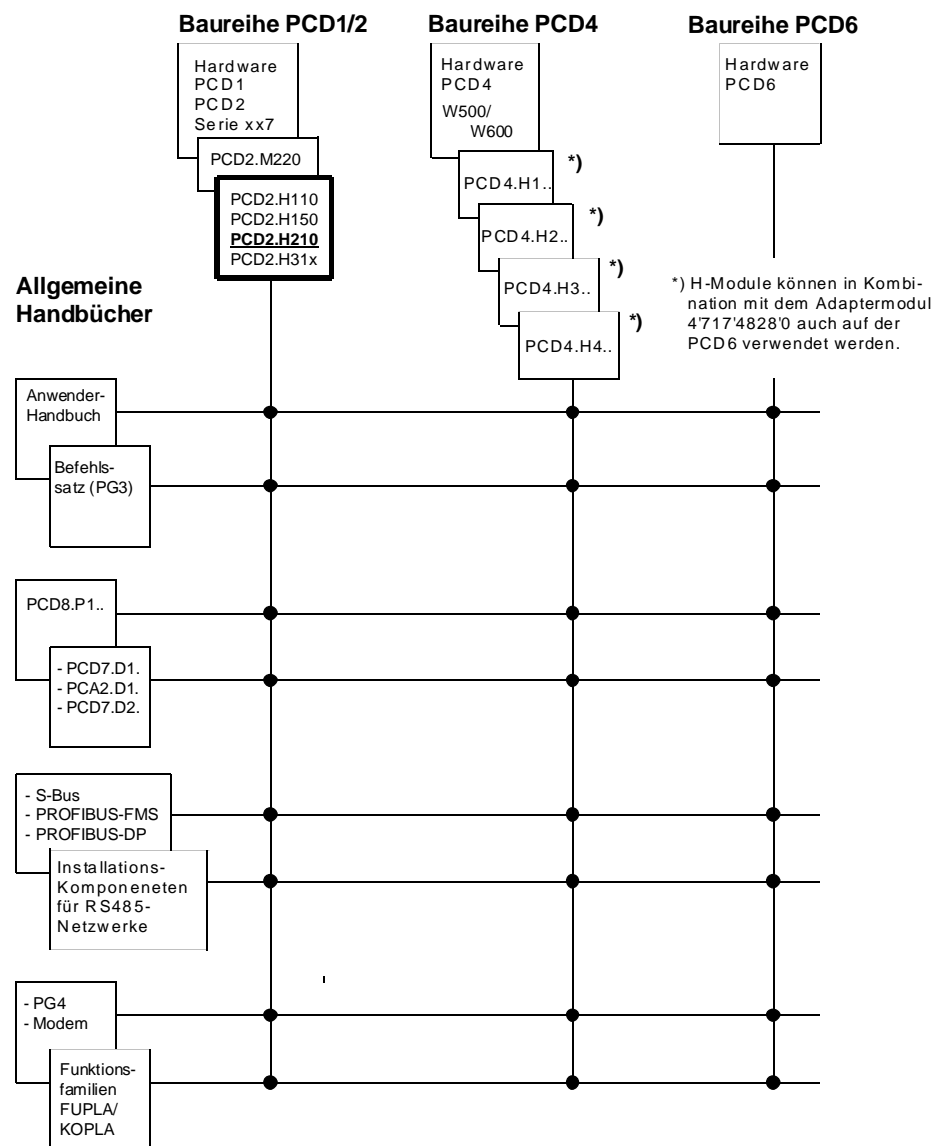 Baureihe PCD1/2
Baureihe PCD4
Baureihe PCD6
Hardware
PCD1
PCD2
Serie xx7
PCD2.M220
PCD2.H110
PCD2.H150
PCD2.H210
PCD2.H31x
Hardware
PCD4
W500/
W600
PCD4.H1..
*)
PCD4.H2..
*)
PCD4.H3..
*)
PCD4.H4..
*)
Hardware
PCD6
*) H-Module können in Kombi-
nation mit dem Adaptermodul
4'717'4828'0 auch auf der
PCD6 verwendet werden.
Allgemeine
Handbücher
Anwender-
Handbuch
Befehls-
satz (PG3)
PCD8.P1..
- PCD7.D1.
- PCA2.D1.
- PCD7.D2.
- S-Bus
- PROFIBUS-FMS
- PROFIBUS-DP
Installations-
Komponeneten
für RS485-
Netzwerke
- PG4
- Modem
Funktions-
familien
FUPLA/
KOPLA